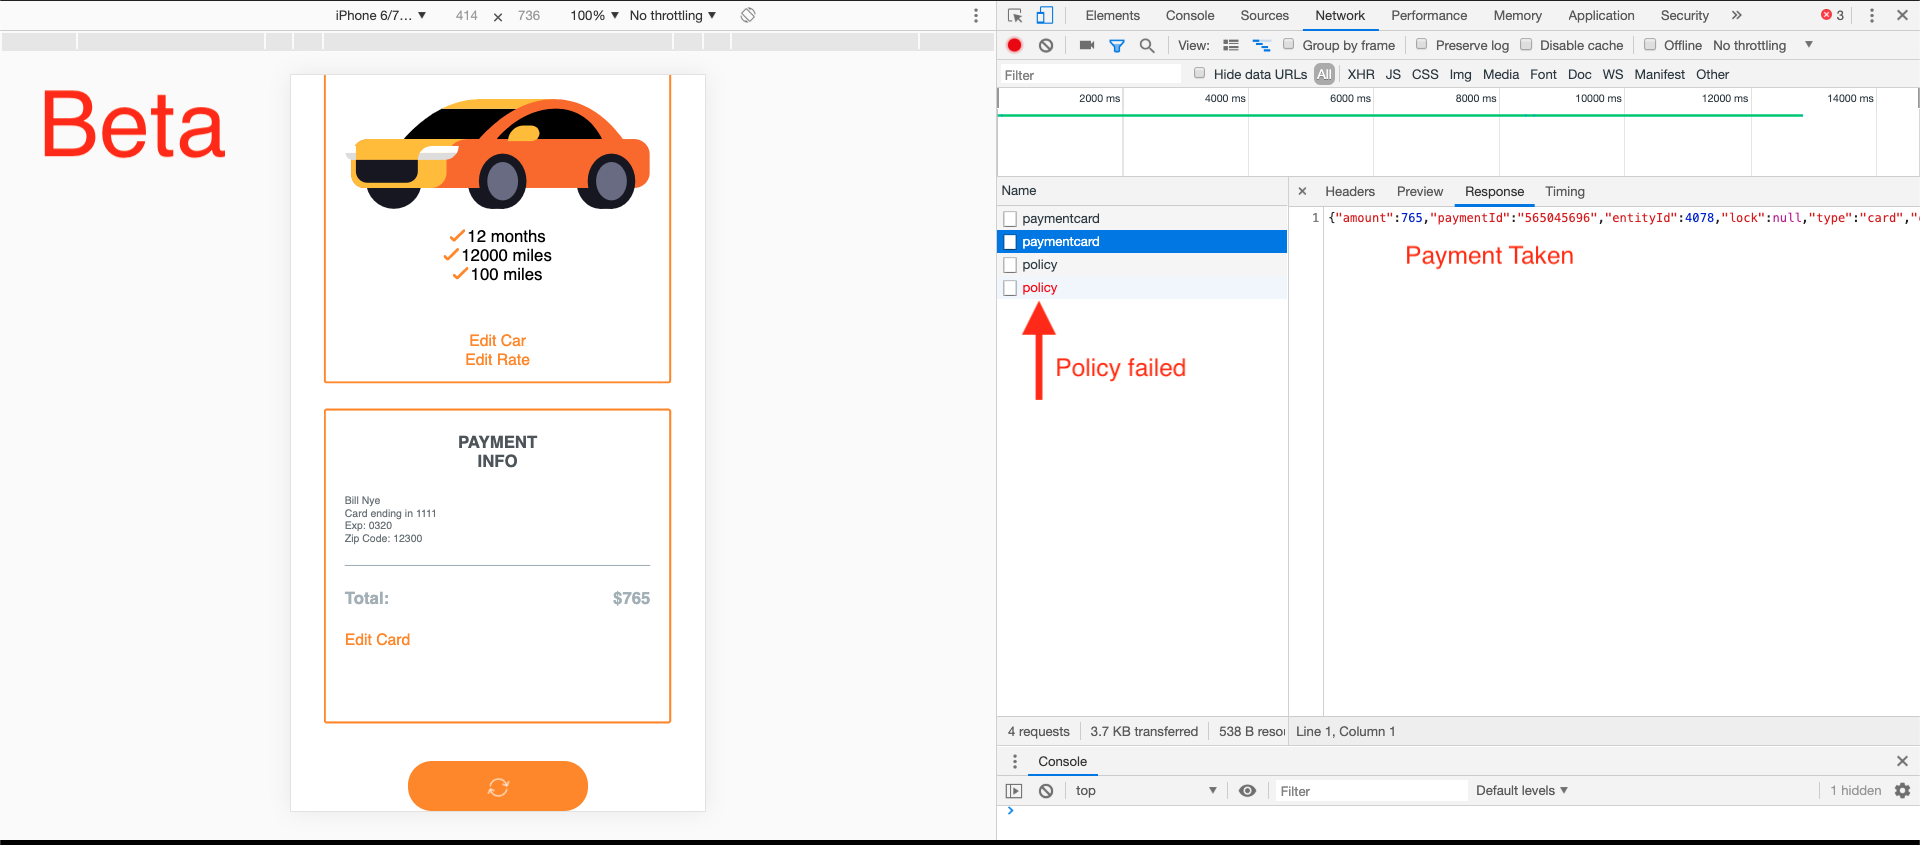 iPhone 6/7... 414 × 736 100% No throttling
Beta
12 months
12000 miles
100 miles
Edit Car
Edit Rate
PAYMENT
INFO
Bill Nye
Card ending in 1111
Exp: 0320
Zip Code: 12300
Total: $765
Edit Card
Elements Console Sources Network Performance Memory Application Security » 3
View: Group by frame Preserve log Disable cache Offline No throttling
Filter Hide data URLs All XHR JS CSS Img Media Font Doc WS Manifest Other
2000 ms 4000 ms 6000 ms 8000 ms 10000 ms 12000 ms 14000 ms
Name
paymentcard
paymentcard
policy
policy
Policy failed
× Headers Preview Response Timing
1 {"amount":765,"paymentId":"565045696","entityId":4078,"lock":null,"type":"card","
Payment Taken
4 requests 3.7 KB transferred 538 B resou Line 1, Column 1
Console
top Filter Default levels 1 hidden